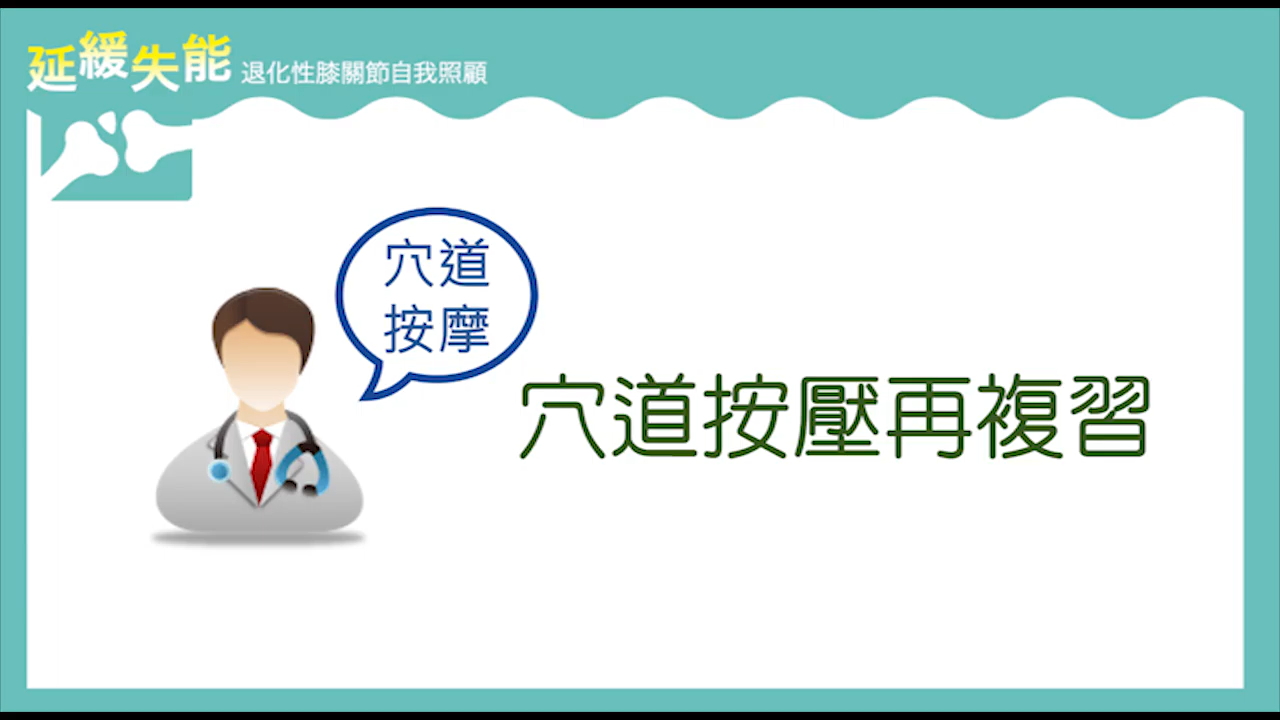 延緩失能 退化性膝關節自我照顧
穴道
按摩
穴道按壓再複習